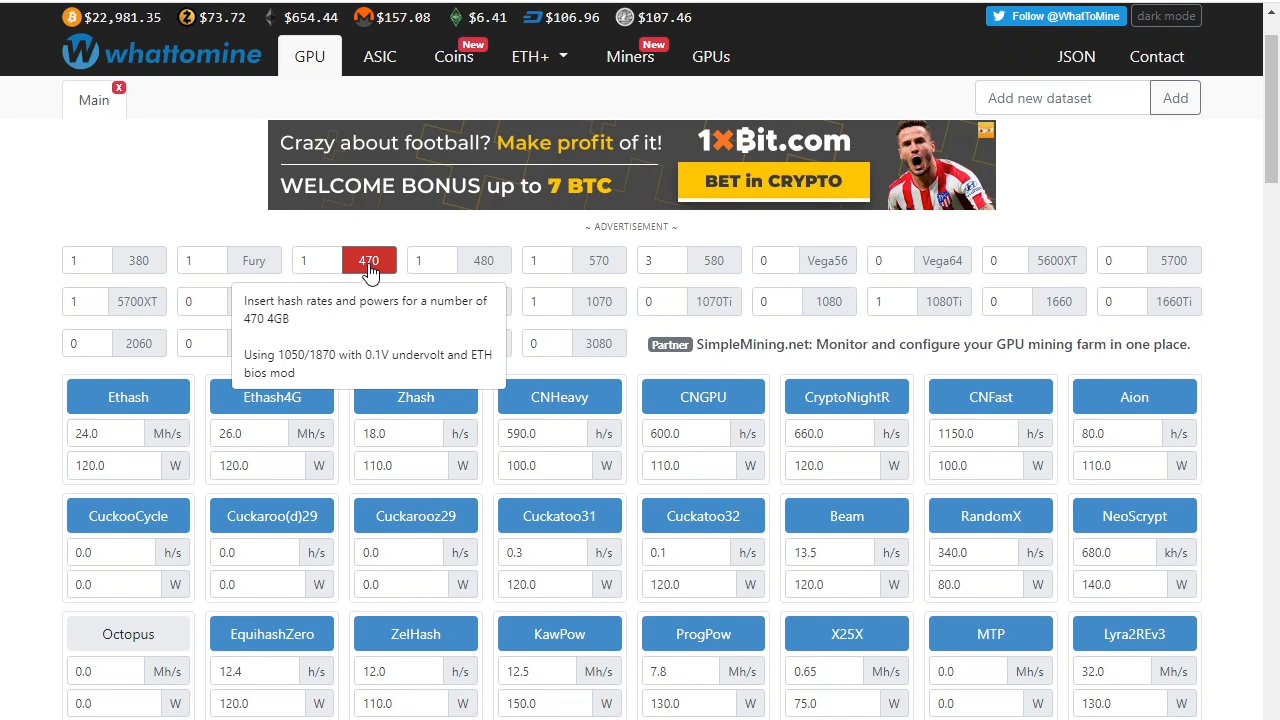 $22,981.35 $73.72 $654.44 $157.08 $6.41 $106.96 $107.46 Follow @WhatToMine dark mode
whattomine GPU ASIC Coins New ETH+ Miners New GPUs JSON Contact
Main X Add new dataset Add
Crazy about football? Make profit of it! 1XBit.com
WELCOME BONUS up to 7 BTC BET in CRYPTO
~ ADVERTISEMENT ~
1 380 1 Fury 1 470 1 480 1 570 3 580 0 Vega56 0 Vega64 0 5600XT 0 5700
1 5700XT 0 1 1070 0 1070Ti 0 1080 1 1080Ti 0 1660 0 1660Ti
Insert hash rates and powers for a number of
470 4GB
0 2060 0 0 3080 Partner SimpleMining.net: Monitor and configure your GPU mining farm in one place.
Using 1050/1870 with 0.1V undervolt and ETH
bios mod
Ethash Ethash4G Zhash CNHeavy CNGPU CryptoNightR CNFast Aion
24.0 Mh/s 26.0 Mh/s 18.0 h/s 590.0 h/s 600.0 h/s 660.0 h/s 1150.0 h/s 80.0 h/s
120.0 W 120.0 W 110.0 W 100.0 W 110.0 W 120.0 W 100.0 W 110.0 W
CuckooCycle Cuckaroo(d)29 Cuckarooz29 Cuckatoo31 Cuckatoo32 Beam RandomX NeoScrypt
0.0 h/s 0.0 h/s 0.0 h/s 0.3 h/s 0.1 h/s 13.5 h/s 340.0 h/s 680.0 kh/s
0.0 W 0.0 W 0.0 W 120.0 W 120.0 W 120.0 W 80.0 W 140.0 W
Octopus EquihashZero ZelHash KawPow ProgPow X25X MTP Lyra2REv3
0.0 Mh/s 12.4 h/s 12.0 h/s 12.5 Mh/s 7.8 Mh/s 0.65 Mh/s 0.0 Mh/s 32.0 Mh/s
0.0 W 120.0 W 110.0 W 150.0 W 130.0 W 75.0 W 0.0 W 130.0 W